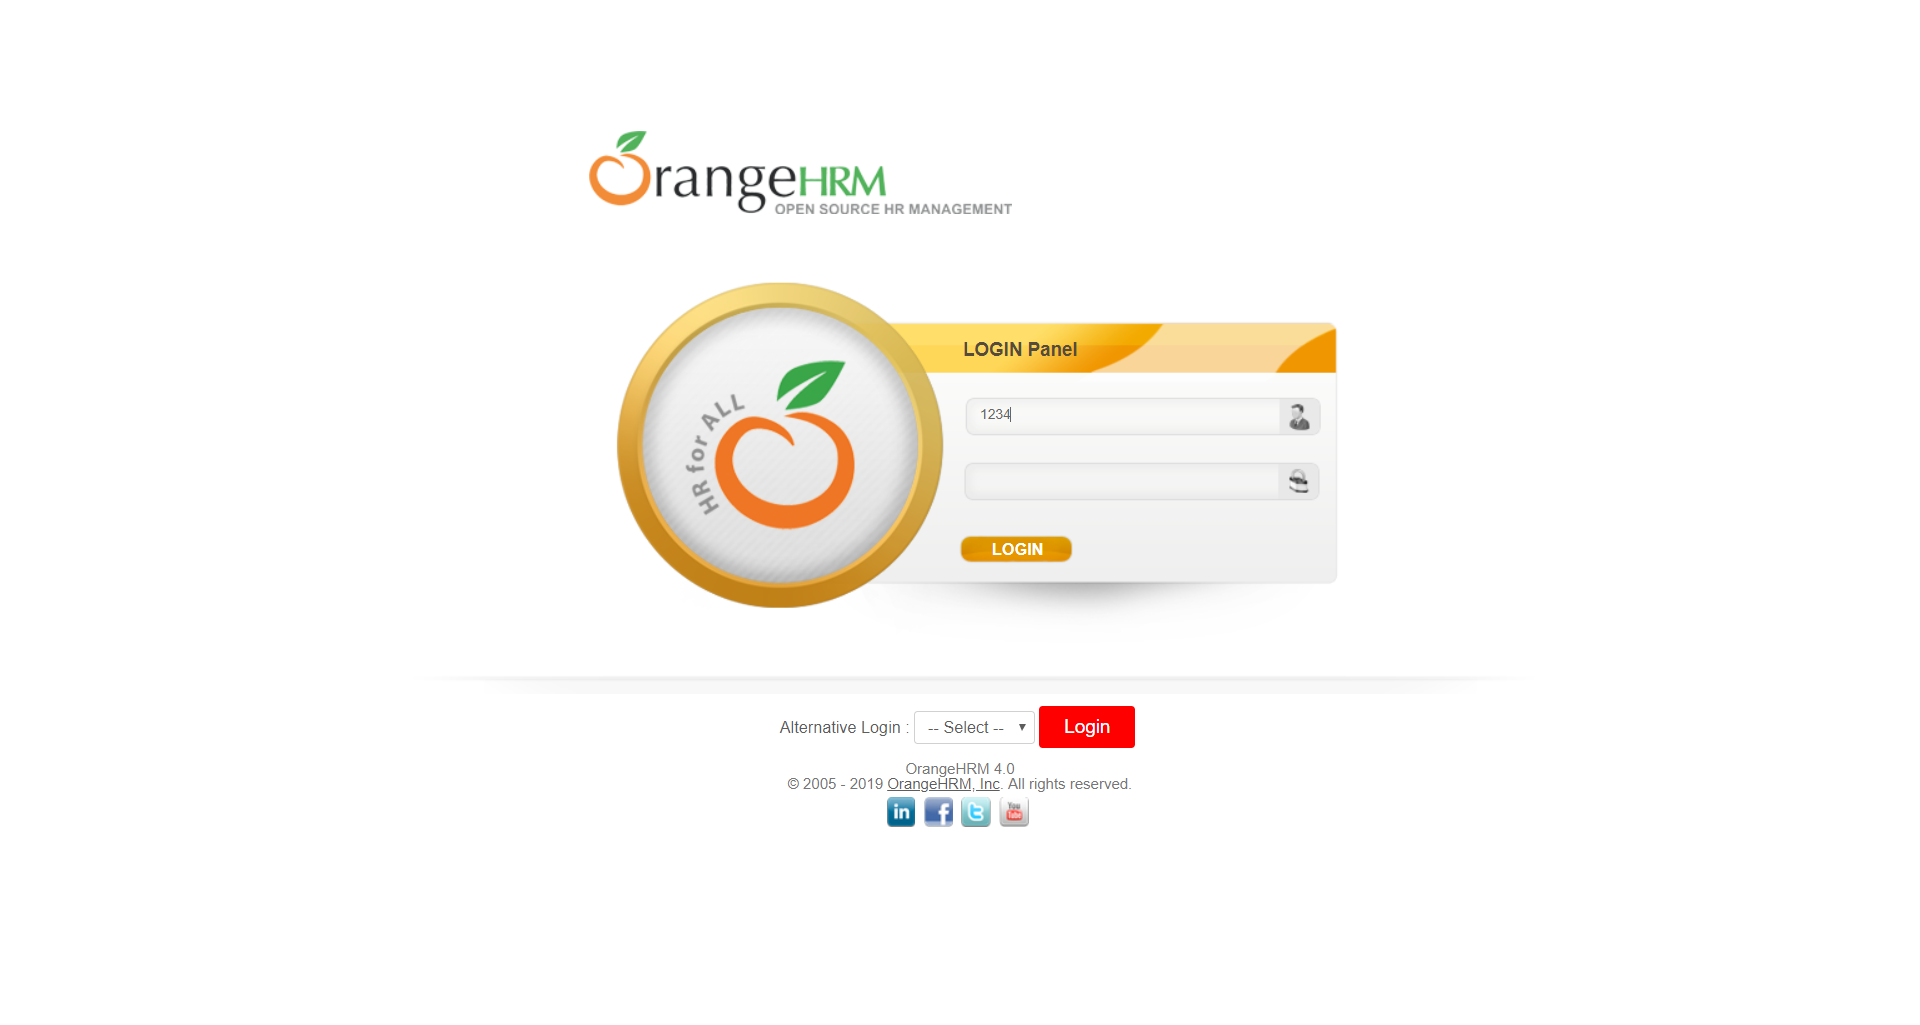 OrangeHRM
OPEN SOURCE HR MANAGEMENT
HR for ALL
LOGIN Panel
1234
LOGIN
Alternative Login : -- Select -- Login
OrangeHRM 4.0
© 2005 - 2019 OrangeHRM, Inc. All rights reserved.
in f t You Tube